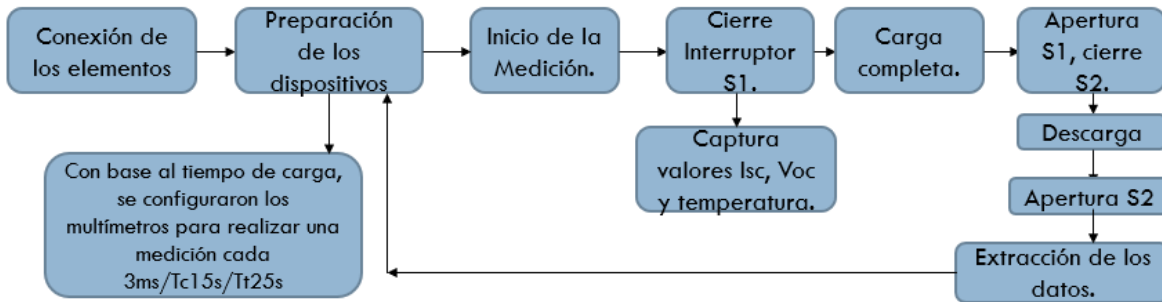 Conexión de
los elementos
Preparación
de los
dispositivos
Inicio de la
Medición.
Cierre
Interruptor
S1.
Carga
completa.
Apertura
S1, cierre
S2.
Descarga
Apertura S2
Extracción de los
datos.
Captura
valores Isc, Voc
y temperatura.
Con base al tiempo de carga,
se configuraron los
multímetros para realizar una
medición cada
3ms/Tc15s/Tt25s